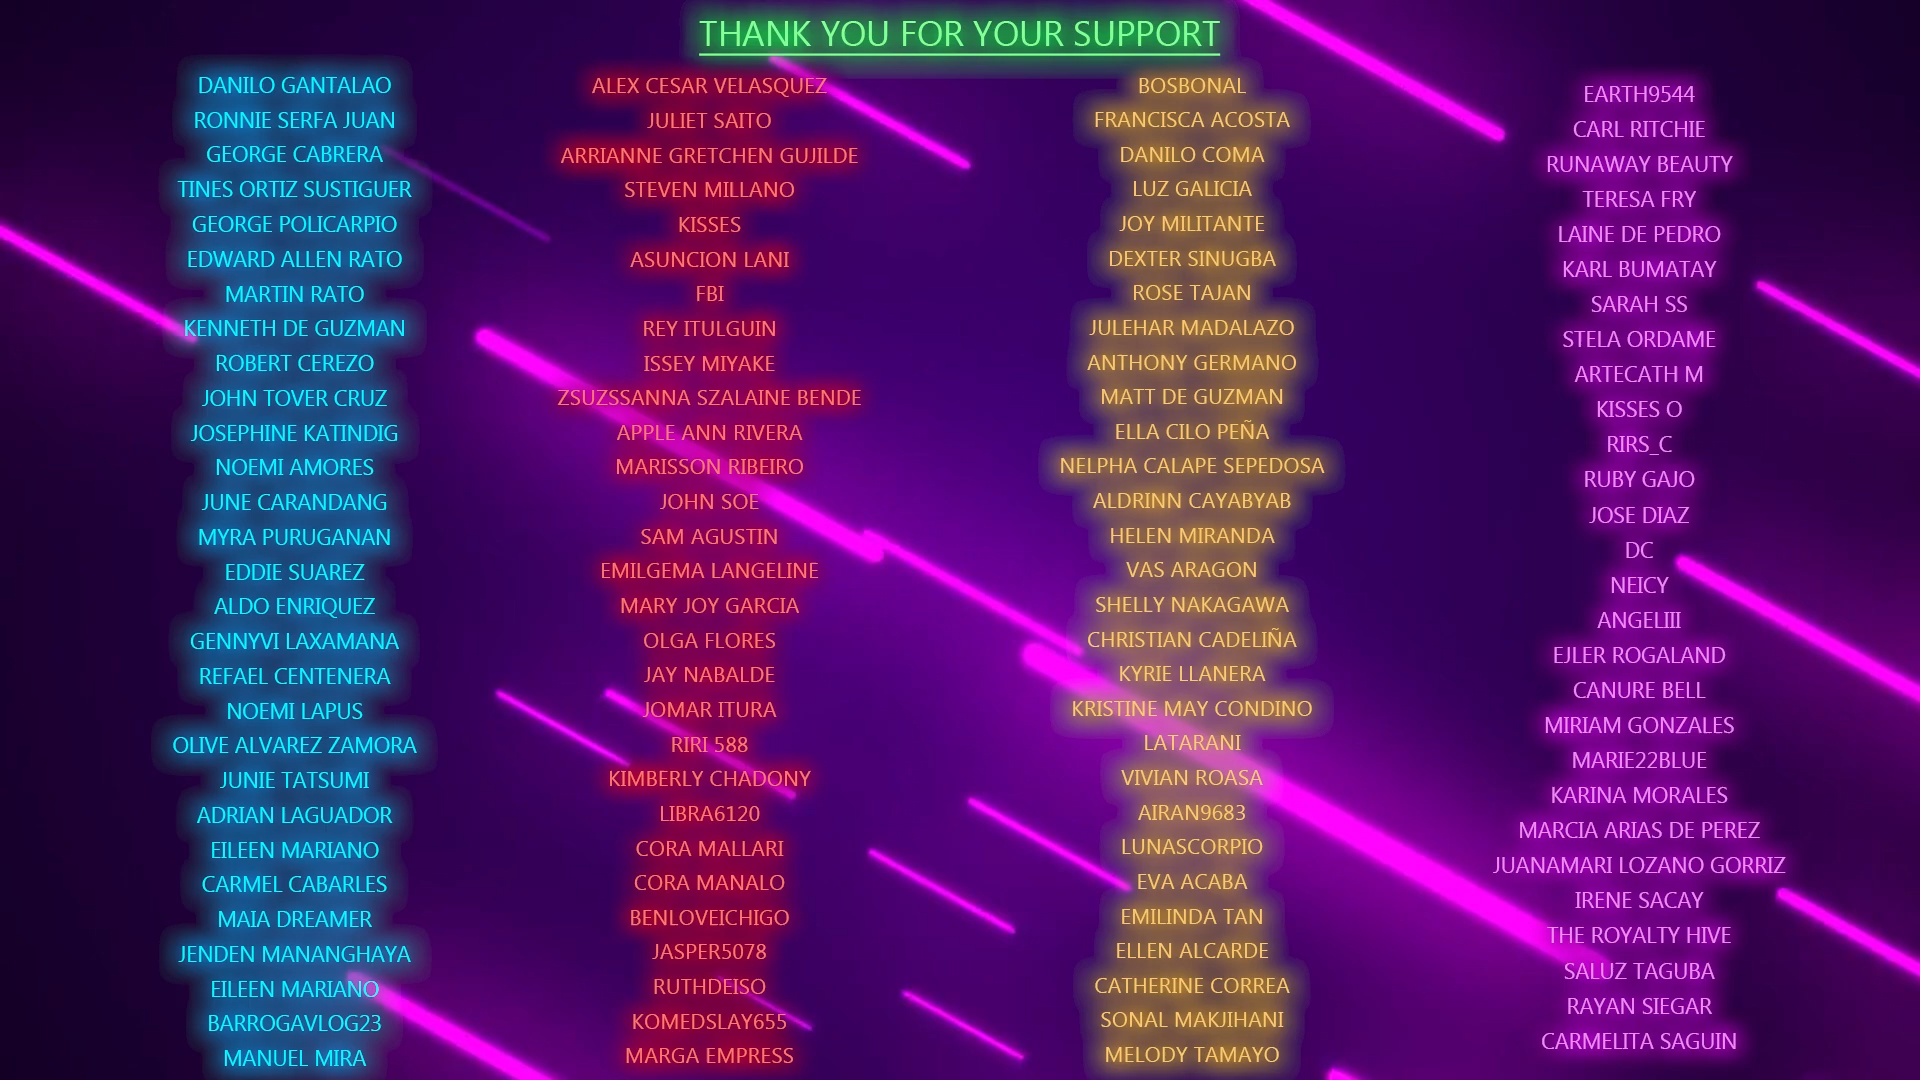 THANK YOU FOR YOUR SUPPORT
DANILO GANTALAO
RONNIE SERFA JUAN
GEORGE CABRERA
TINES ORTIZ SUSTIGUER
GEORGE POLICARPIO
EDWARD ALLEN RATO
MARTIN RATO
KENNETH DE GUZMAN
ROBERT CEREZO
JOHN TOVER CRUZ
JOSEPHINE KATINDIG
NOEMI AMORES
JUNE CARANDANG
MYRA PURUGANAN
EDDIE SUAREZ
ALDO ENRIQUEZ
GENNYVI LAXAMANA
REFAEL CENTENERA
NOEMI LAPUS
OLIVE ALVAREZ ZAMORA
JUNIE TATSUMI
ADRIAN LAGUADOR
EILEEN MARIANO
CARMEL CABARLES
MAIA DREAMER
JENDEN MANANGHAYA
EILEEN MARIANO
BARROGAVLOG23
MANUEL MIRA
ALEX CESAR VELASQUEZ
JULIET SAITO
ARRIANNE GRETCHEN GUJILDE
STEVEN MILLANO
KISSES
ASUNCION LANI
FBI
REY ITULGUIN
ISSEY MIYAKE
ZSUZSSANNA SZALAINE BENDE
APPLE ANN RIVERA
MARISSON RIBEIRO
JOHN SOE
SAM AGUSTIN
EMILGEMA LANGELINE
MARY JOY GARCIA
OLGA FLORES
JAY NABALDE
JOMAR ITURA
RIRI 588
KIMBERLY CHADONY
LIBRA6120
CORA MALLARI
CORA MANALO
BENLOVEICHIGO
JASPER5078
RUTHDEISO
KOMEDSLAY655
MARGA EMPRESS
BOSBONAL
FRANCISCA ACOSTA
DANILO COMA
LUZ GALICIA
JOY MILITANTE
DEXTER SINUGBA
ROSE TAJAN
JULEHAR MADALAZO
ANTHONY GERMANO
MATT DE GUZMAN
ELLA CILO PEÑA
NELPHA CALAPE SEPEDOSA
ALDRINN CAYABYAB
HELEN MIRANDA
VAS ARAGON
SHELLY NAKAGAWA
CHRISTIAN CADELIÑA
KYRIE LLANERA
KRISTINE MAY CONDINO
LATARANI
VIVIAN ROASA
AIRAN9683
LUNASCORPIO
EVA ACABA
EMILINDA TAN
ELLEN ALCARDE
CATHERINE CORREA
SONAL MAKJIHANI
MELODY TAMAYO
EARTH9544
CARL RITCHIE
RUNAWAY BEAUTY
TERESA FRY
LAINE DE PEDRO
KARL BUMATAY
SARAH SS
STELA ORDAME
ARTECATH M
KISSES O
RIRS_C
RUBY GAJO
JOSE DIAZ
DC
NEICY
ANGELIII
EJLER ROGALAND
CANURE BELL
MIRIAM GONZALES
MARIE22BLUE
KARINA MORALES
MARCIA ARIAS DE PEREZ
JUANAMARI LOZANO GORRIZ
IRENE SACAY
THE ROYALTY HIVE
SALUZ TAGUBA
RAYAN SIEGAR
CARMELITA SAGUIN